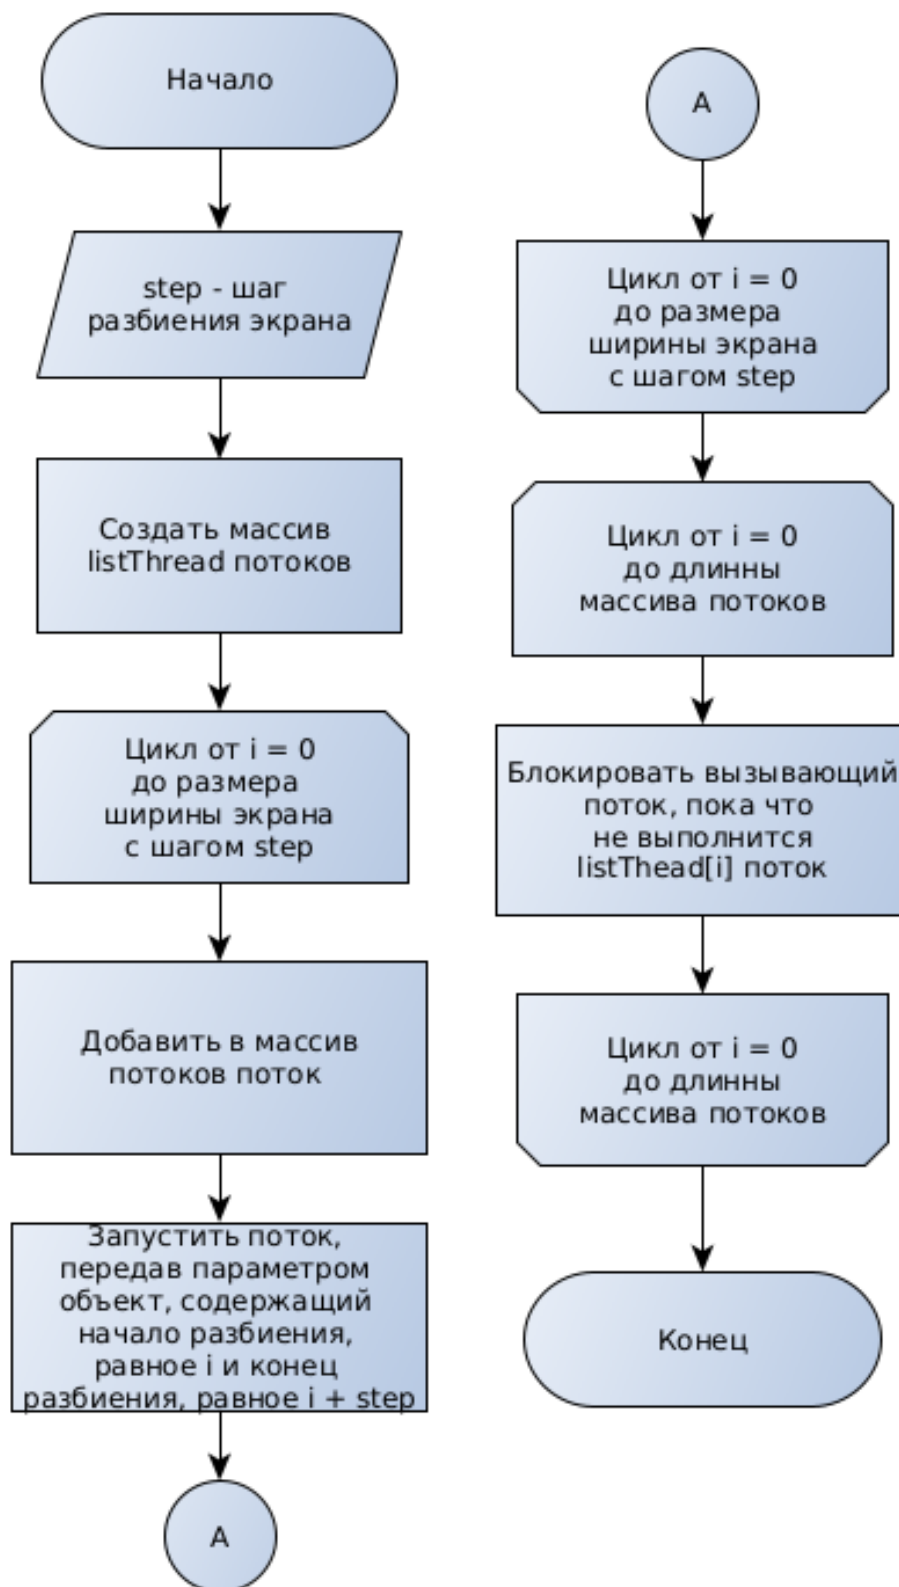 Начало
step - шаг
разбиения экрана
Создать массив
listThread потоков
Цикл от i = 0
до размера
ширины экрана
с шагом step
Добавить в массив
потоков поток
Запустить поток,
передав параметром
объект, содержащий
начало разбиения,
равное i и конец
разбиения, равное i + step
А
А
Цикл от i = 0
до размера
ширины экрана
с шагом step
Цикл от i = 0
до длинны
массива потоков
Блокировать вызывающий
поток, пока что
не выполнится
listThead[i] поток
Цикл от i = 0
до длинны
массива потоков
Конец